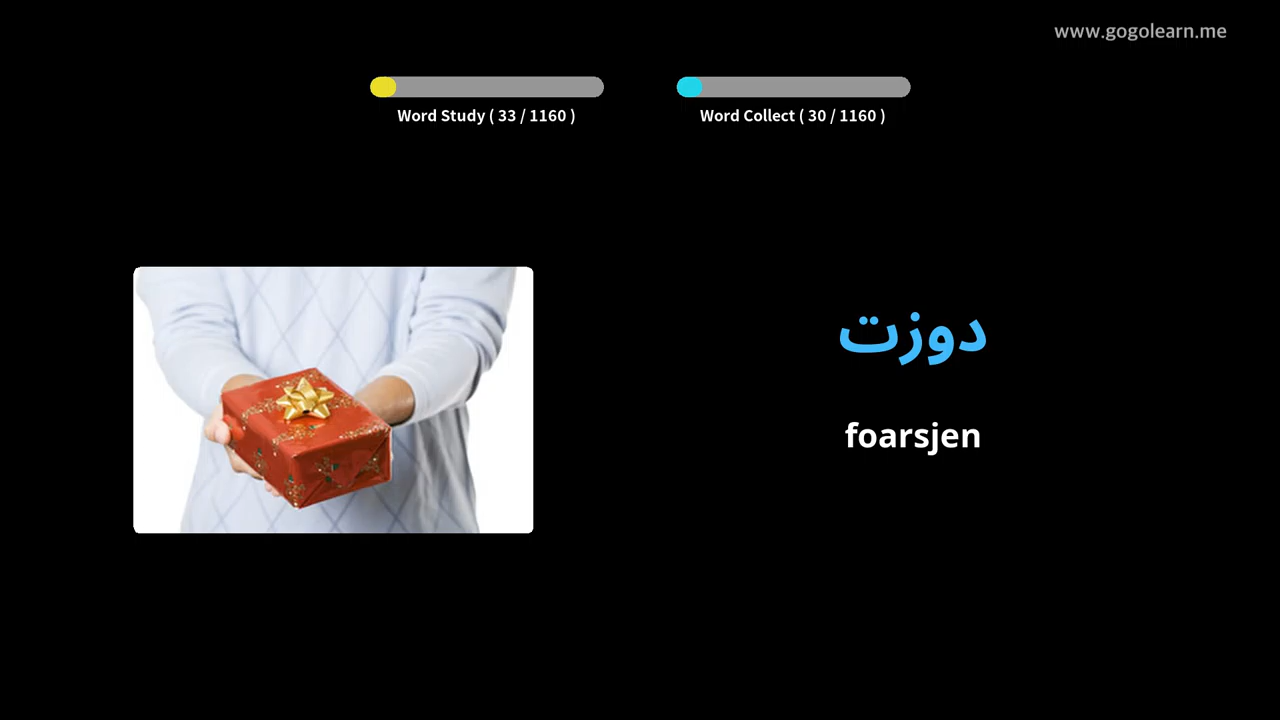 www.gogolearn.me
Word Study ( 33 / 1160 )
Word Collect ( 30 / 1160 )
دوزت
foarsjen